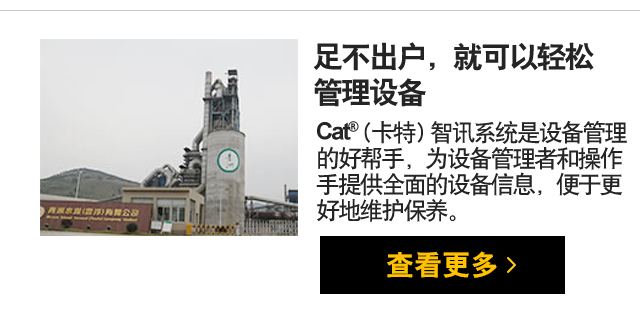 足不出户，就可以轻松
管理设备
Cat®（卡特）智讯系统是设备管理
的好帮手，为设备管理者和操作
手提供全面的设备信息，便于更
好地维护保养。
查看更多 >